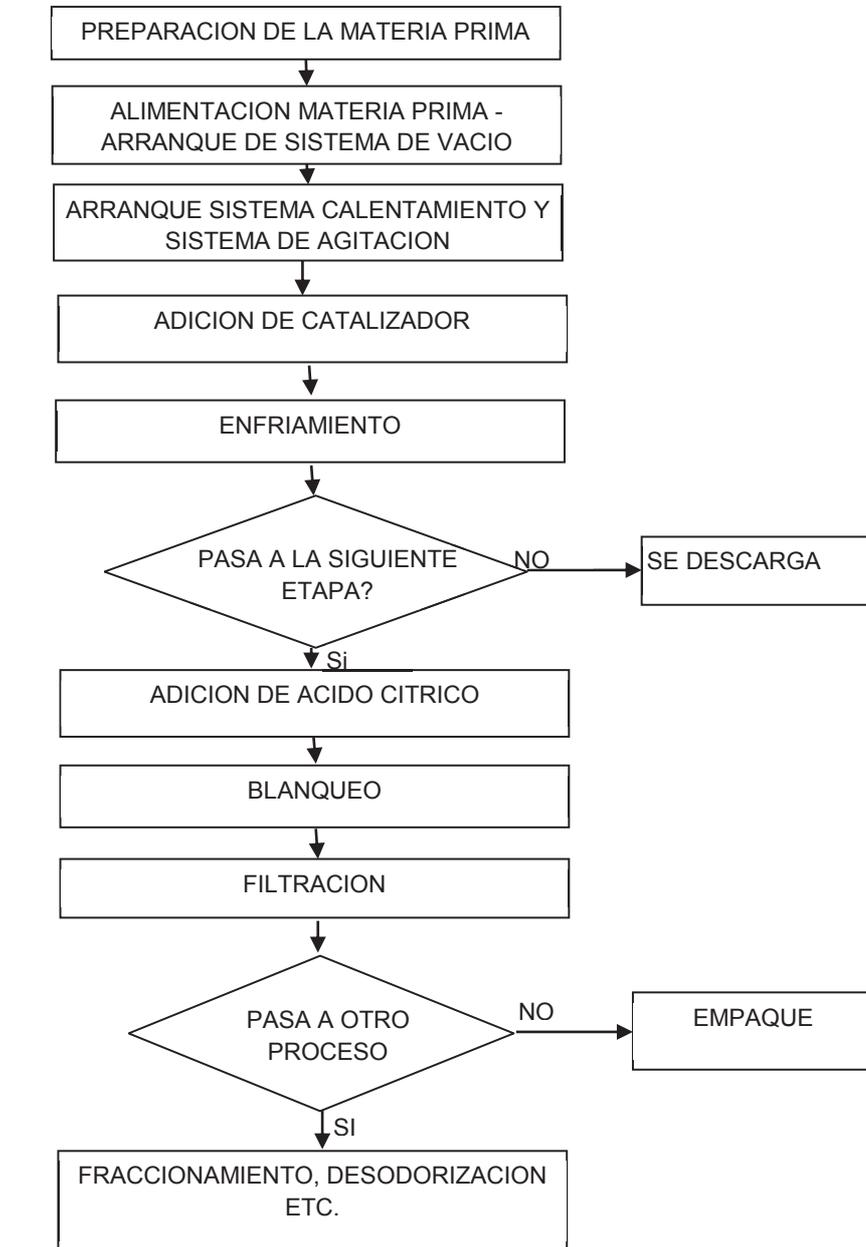 PREPARACION DE LA MATERIA PRIMA
ALIMENTACION MATERIA PRIMA -
ARRANQUE DE SISTEMA DE VACIO
ARRANQUE SISTEMA CALENTAMIENTO Y
SISTEMA DE AGITACION
ADICION DE CATALIZADOR
ENFRIAMIENTO
PASA A LA SIGUIENTE
ETAPA?
NO
SE DESCARGA
Si
ADICION DE ACIDO CITRICO
BLANQUEO
FILTRACION
PASA A OTRO
PROCESO
NO
EMPAQUE
SI
FRACCIONAMIENTO, DESODORIZACION
ETC.